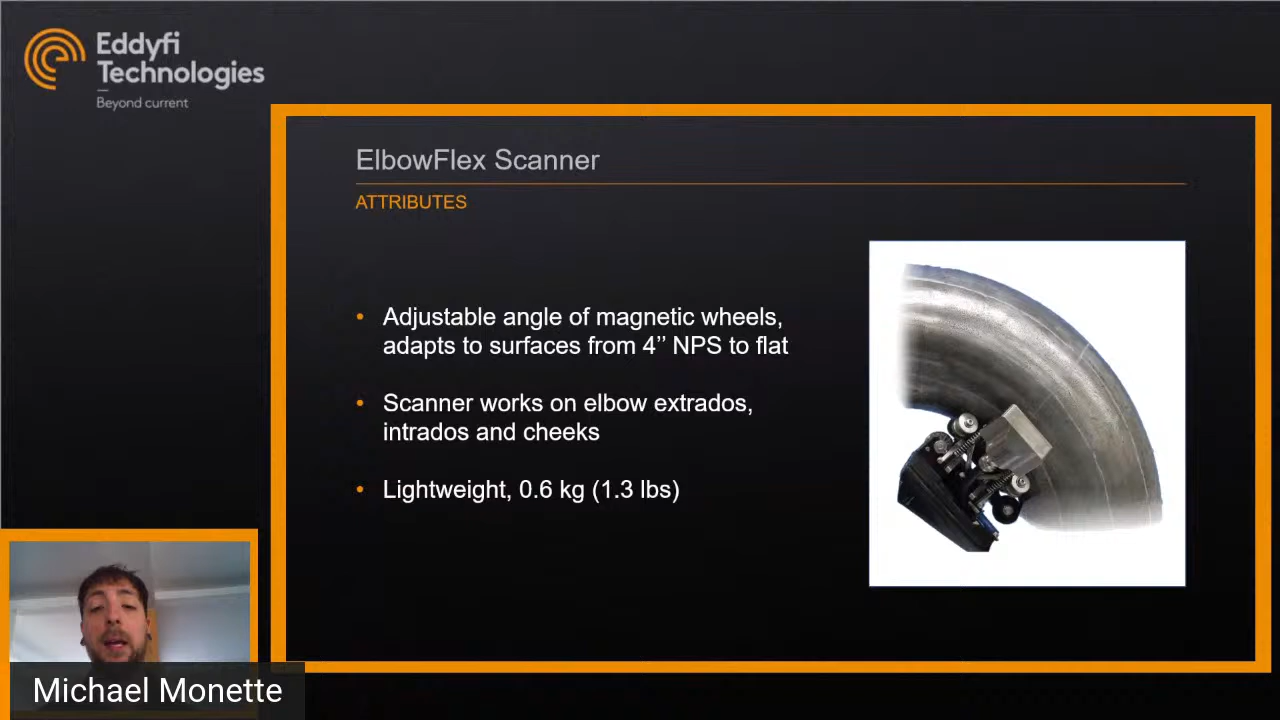 Eddyfi
Technologies
Beyond current
ElbowFlex Scanner
ATTRIBUTES
• Adjustable angle of magnetic wheels,
adapts to surfaces from 4’’ NPS to flat
• Scanner works on elbow extrados,
intrados and cheeks
• Lightweight, 0.6 kg (1.3 lbs)
Michael Monette